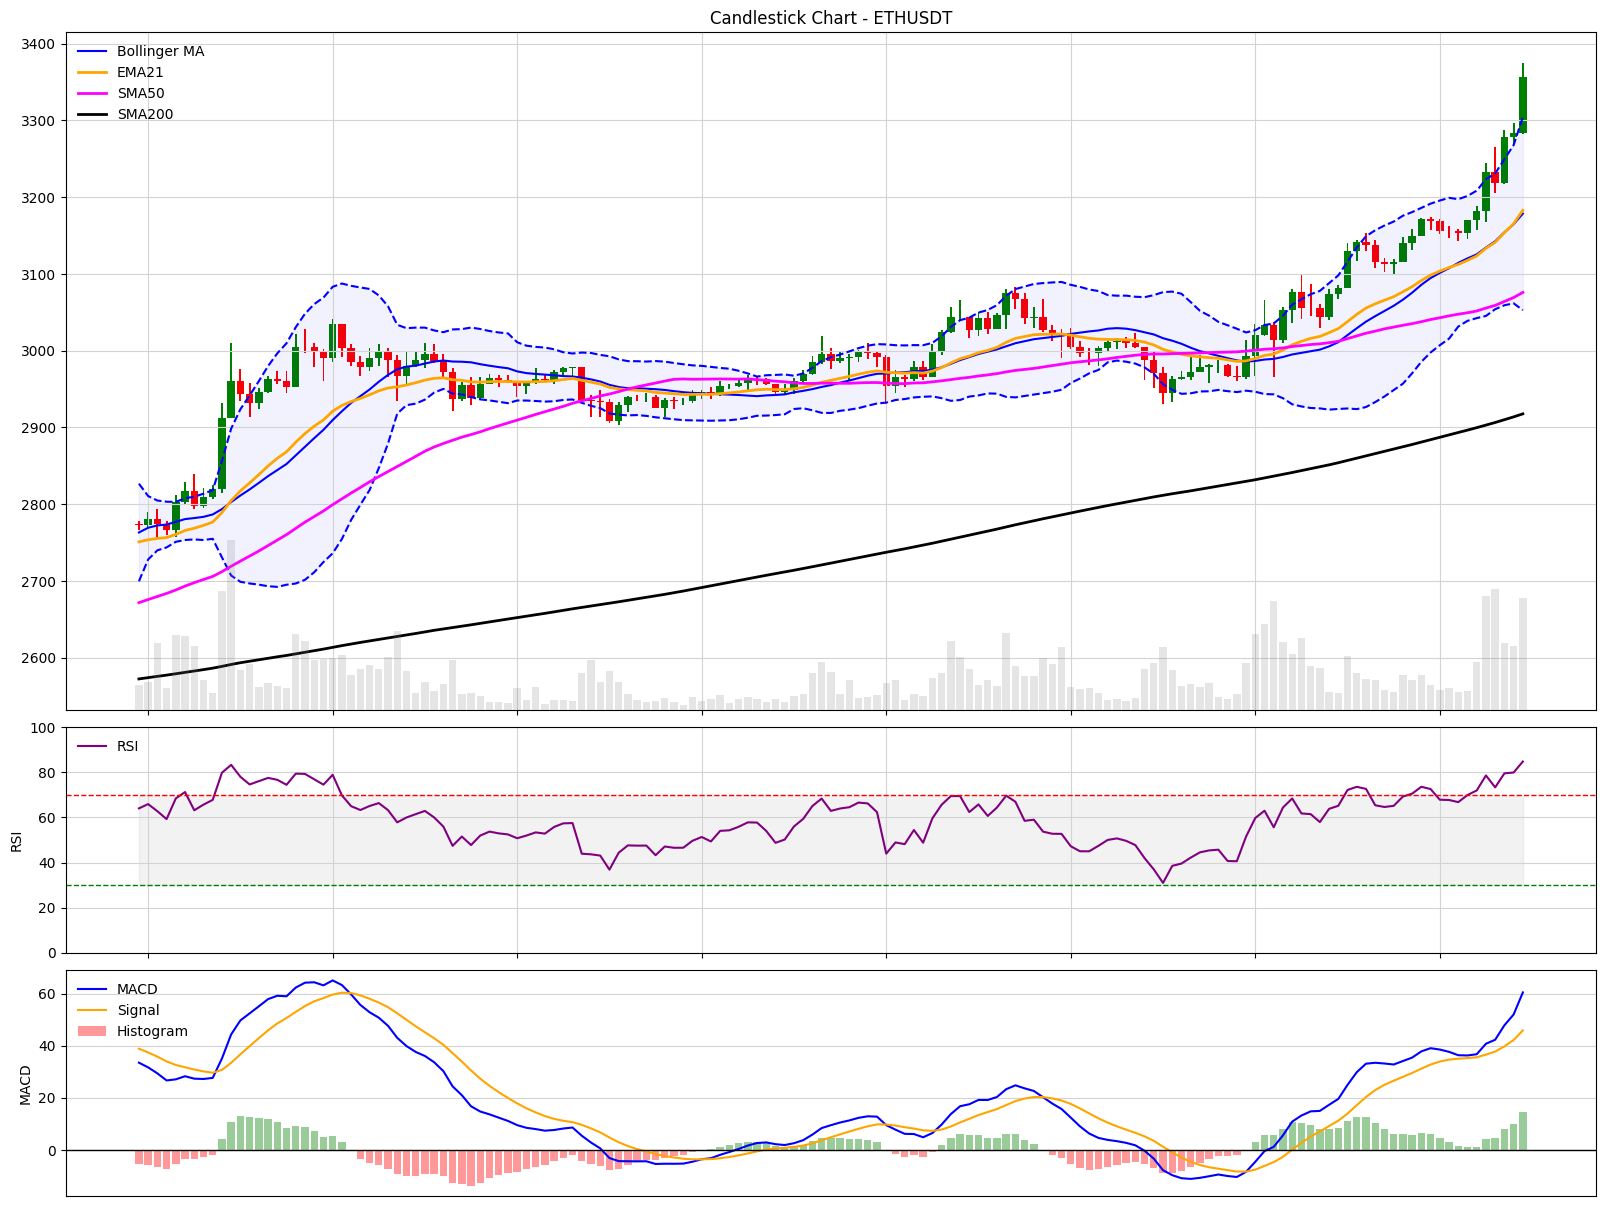 Candlestick Chart - ETHUSDT
Bollinger MA
EMA21
SMA50
SMA200
3400
3300
3200
3100
3000
2900
2800
2700
2600
RSI
100
80
60
40
20
0
RSI
MACD
Signal
Histogram
60
40
20
0
MACD